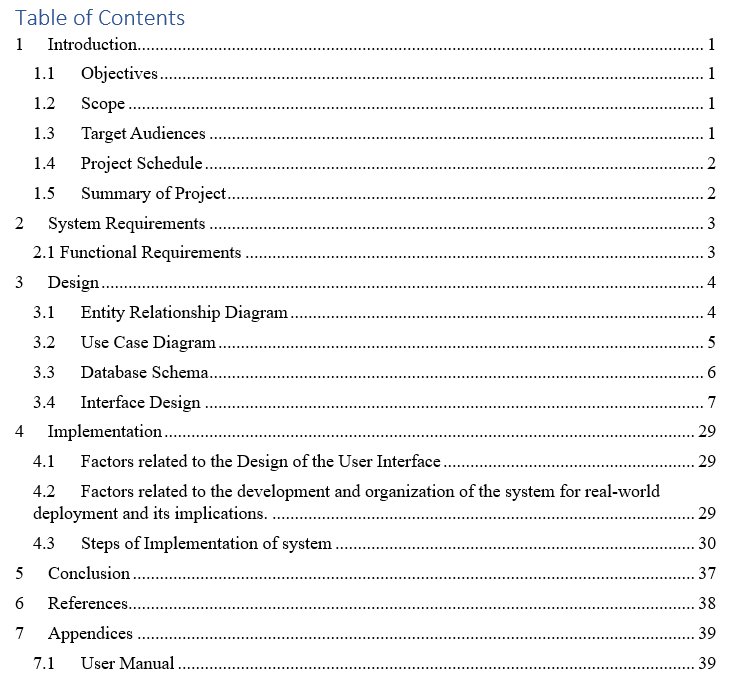 Table of Contents
1 Introduction.......... 1
1.1 Objectives.......... 1
1.2 Scope.......... 1
1.3 Target Audiences.......... 1
1.4 Project Schedule.......... 2
1.5 Summary of Project.......... 2
2 System Requirements.......... 3
2.1 Functional Requirements.......... 3
3 Design.......... 4
3.1 Entity Relationship Diagram.......... 4
3.2 Use Case Diagram.......... 5
3.3 Database Schema.......... 6
3.4 Interface Design.......... 7
4 Implementation.......... 29
4.1 Factors related to the Design of the User Interface.......... 29
4.2 Factors related to the development and organization of the system for real-world
deployment and its implications. .......... 29
4.3 Steps of Implementation of system.......... 30
5 Conclusion.......... 37
6 References.......... 38
7 Appendices.......... 39
7.1 User Manual.......... 39